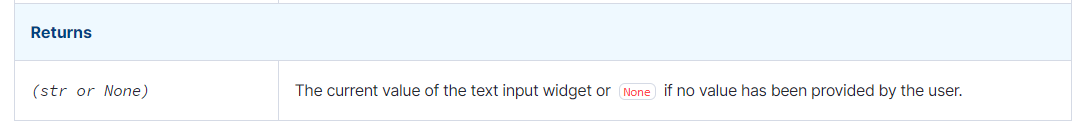 Returns
(str or None) The current value of the text input widget or None if no value has been provided by the user.